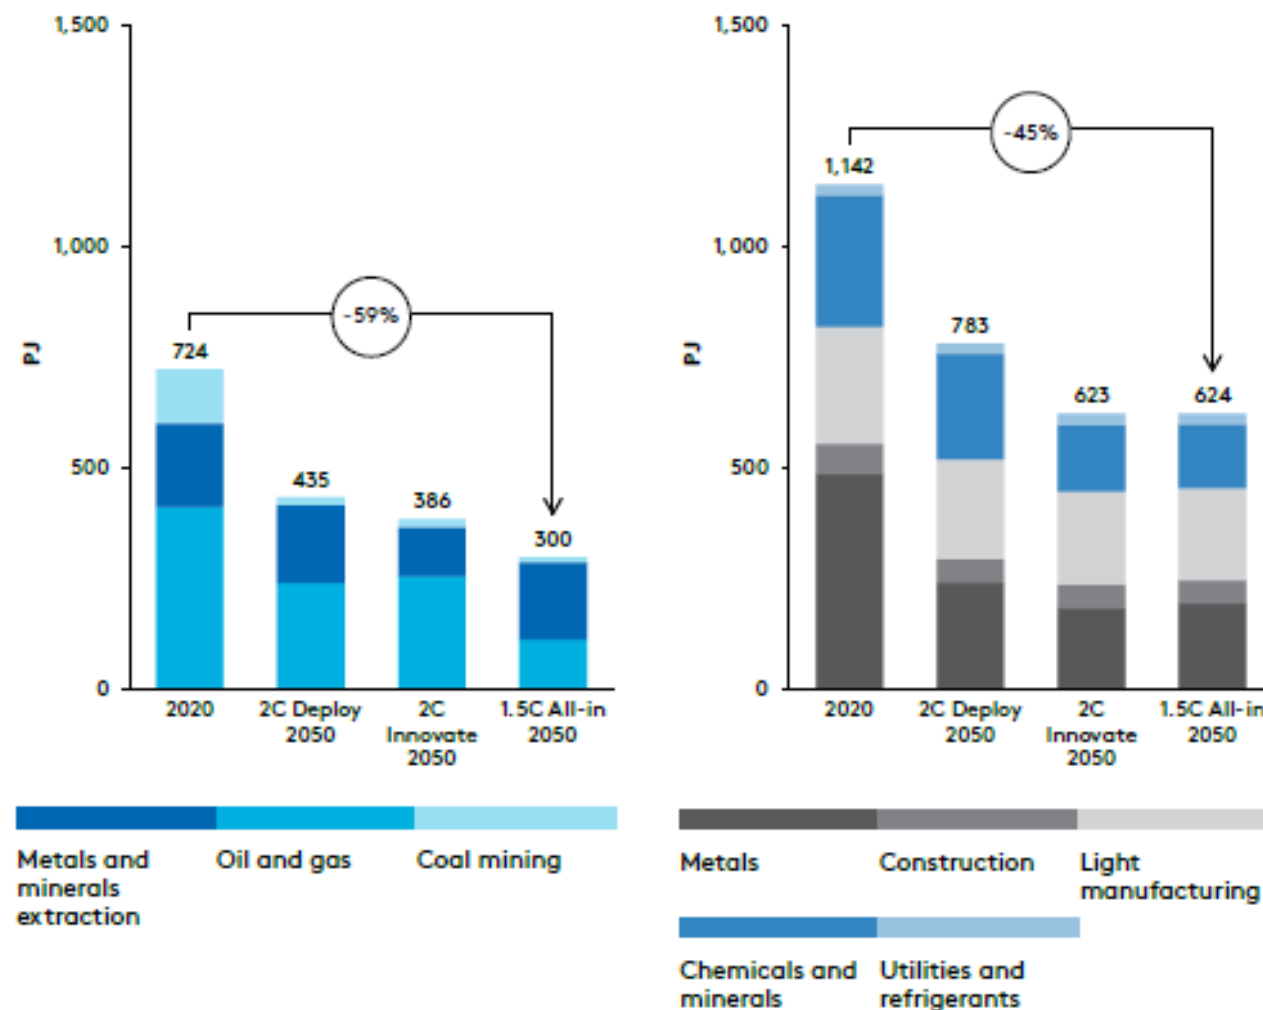 1,500
1,000
500
0
PJ
-59%
724
435
386
300
2020
2C Deploy
2050
2C
Innovate
2050
1.5C All-in
2050
Metals and
minerals
extraction
Oil and gas
Coal mining
1,500
1,000
500
0
PJ
-45%
1,142
783
623
624
2020
2C Deploy
2050
2C
Innovate
2050
1.5C All-in
2050
Metals
Construction
Light
manufacturing
Chemicals and
minerals
Utilities and
refrigerants